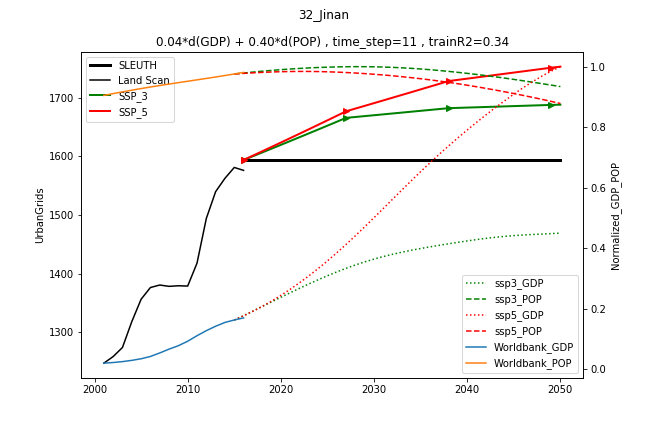 32_Jinan
0.04*d(GDP) + 0.40*d(POP) , time_step=11 , trainR2=0.34
SLEUTH
Land Scan
SSP_3
SSP_5
UrbanGrids
1700
1600
1500
1400
1300
2000
2010
2020
2030
2040
2050
1.0
0.8
0.6
0.4
0.2
0.0
Normalized_GDP_POP
ssp3_GDP
ssp3_POP
ssp5_GDP
ssp5_POP
Worldbank_GDP
Worldbank_POP